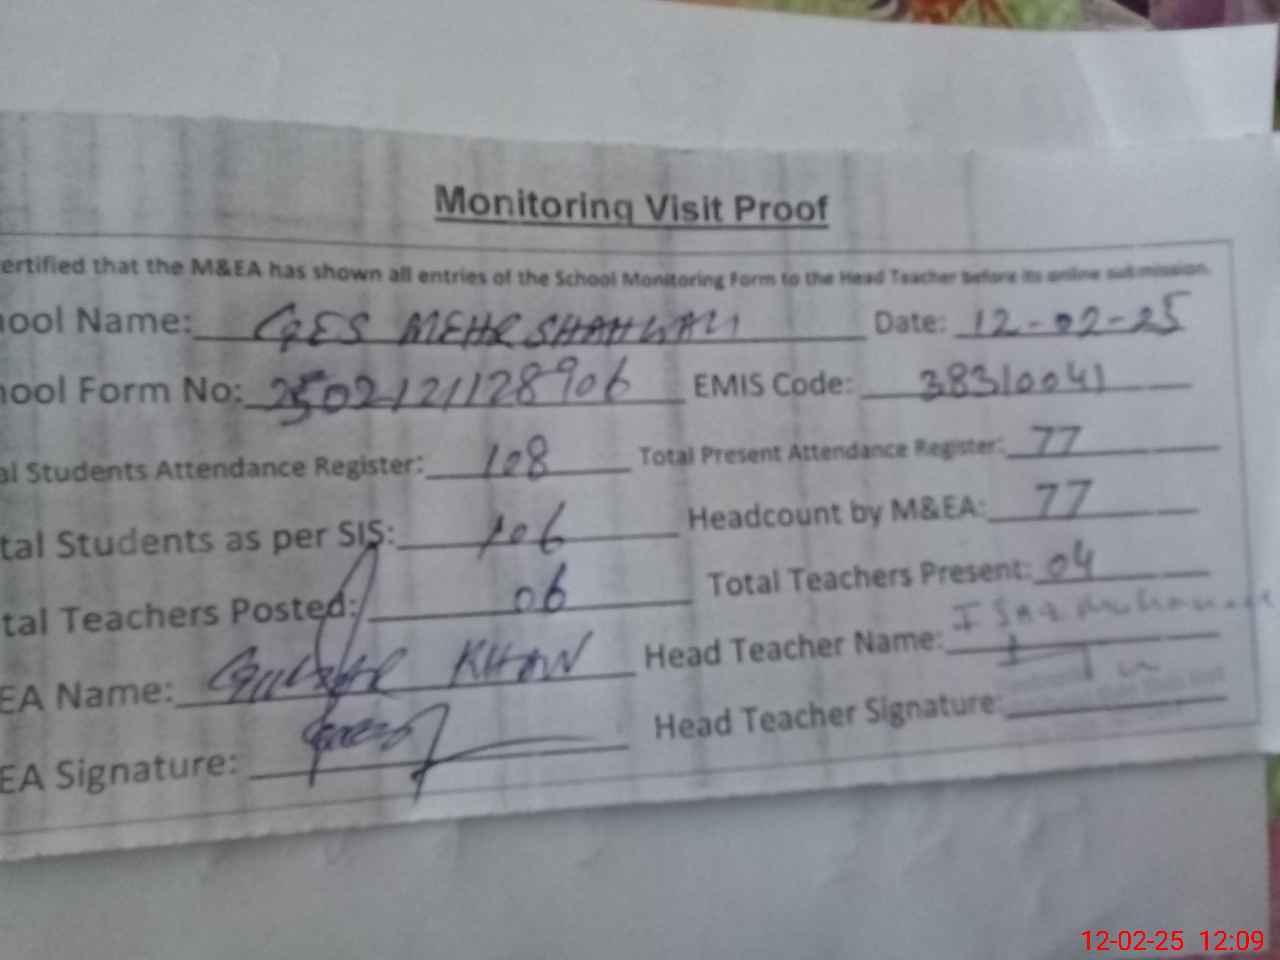 Monitoring Visit Proof
ertified that the M&EA has shown all entries of the School Monitoring Form to the Head Teacher before its online submission.
ool Name: GES MEHR SHAH WALI Date: 12-02-25
ool Form No: 2502121128906 EMIS Code: 38310041
al Students Attendance Register: 108 Total Present Attendance Register: 77
tal Students as per SIS: 106 Headcount by M&EA: 77
tal Teachers Posted: 06 Total Teachers Present: 04
EA Name: KHAN Head Teacher Name:
EA Signature: Head Teacher Signature:
12-02-25 12:09